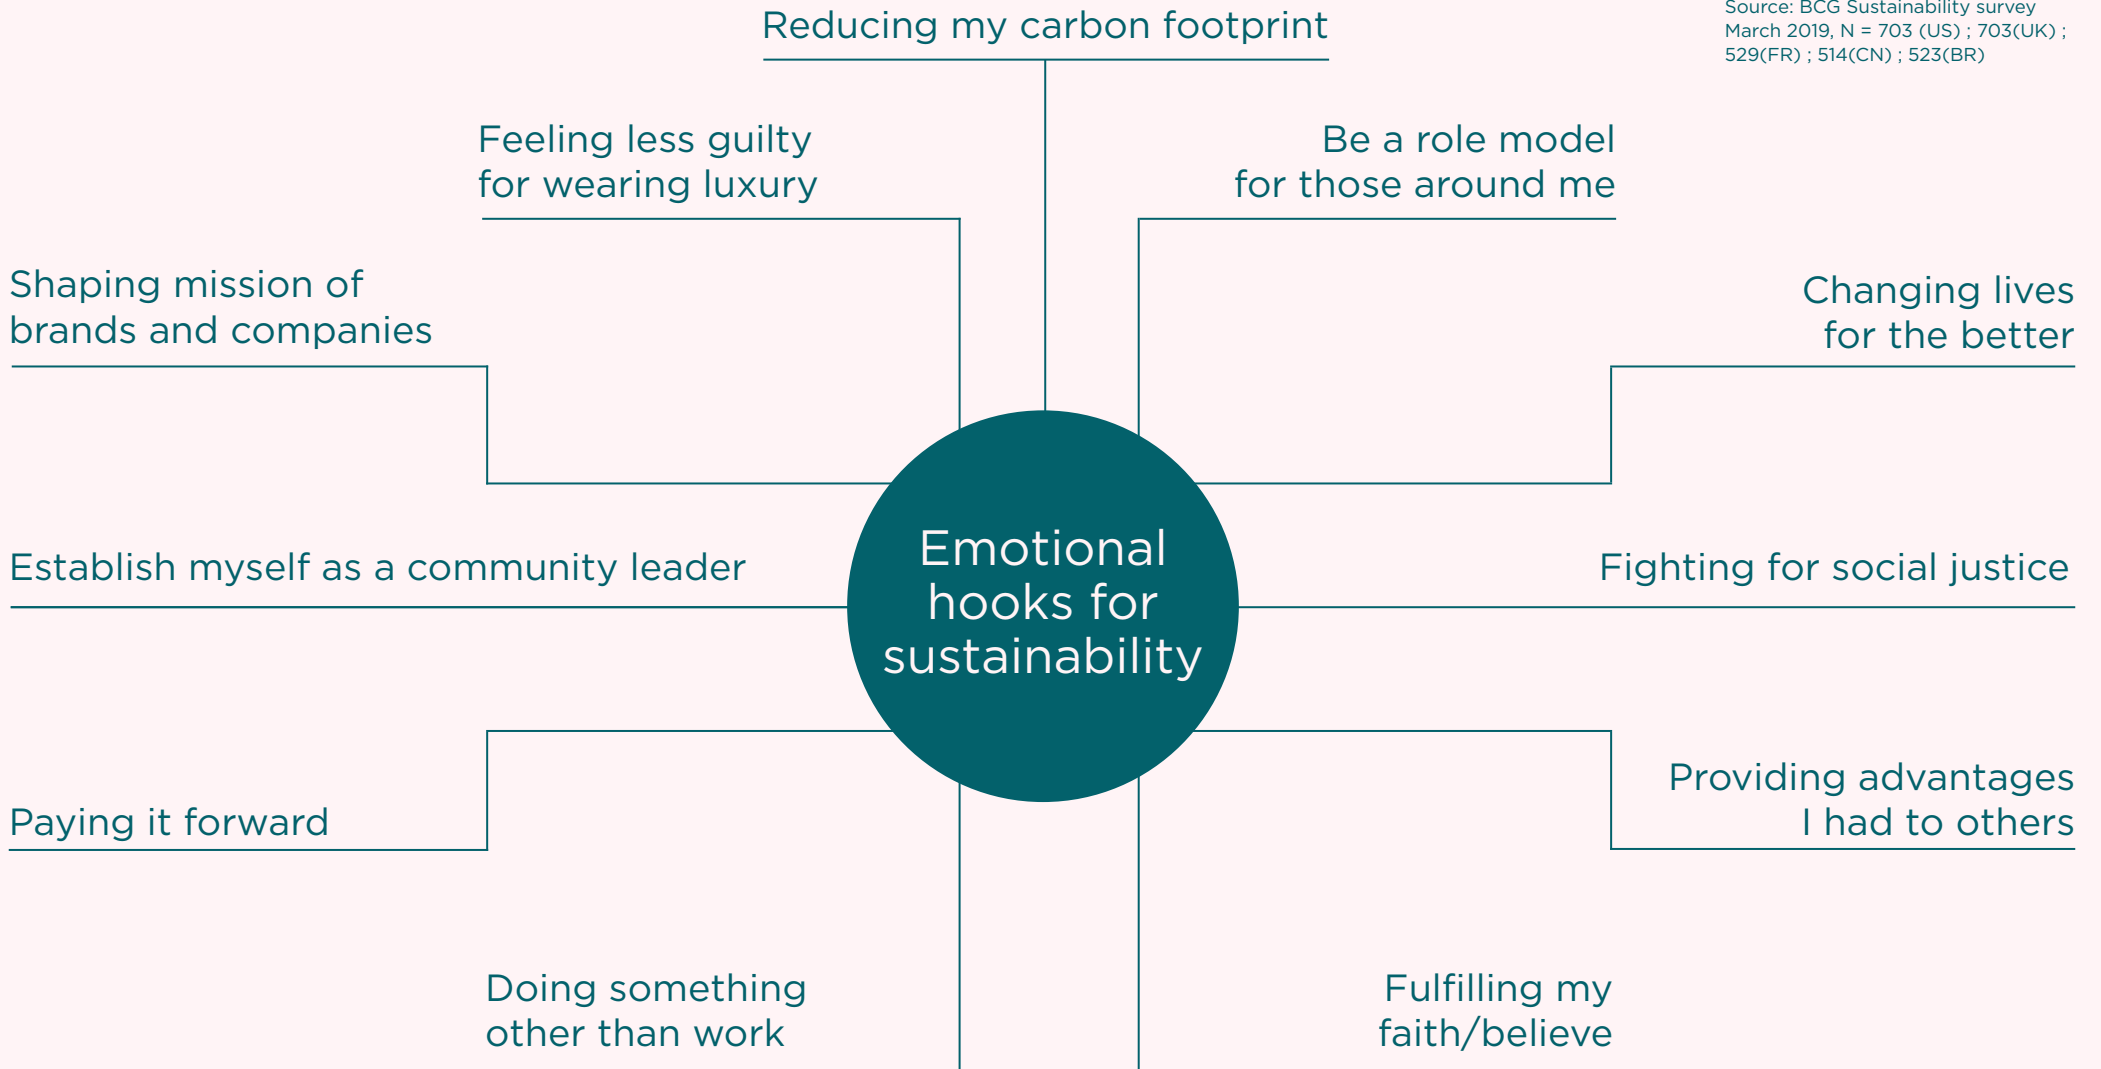 Reducing my carbon footprint
Source: BCG Sustainability survey
March 2019, N = 703 (US) ; 703(UK) ;
529(FR) ; 514(CN) ; 523(BR)
Feeling less guilty
for wearing luxury
Be a role model
for those around me
Shaping mission of
brands and companies
Changing lives
for the better
Establish myself as a community leader
Emotional
hooks for
sustainability
Fighting for social justice
Paying it forward
Providing advantages
I had to others
Doing something
other than work
Fulfilling my
faith/believe